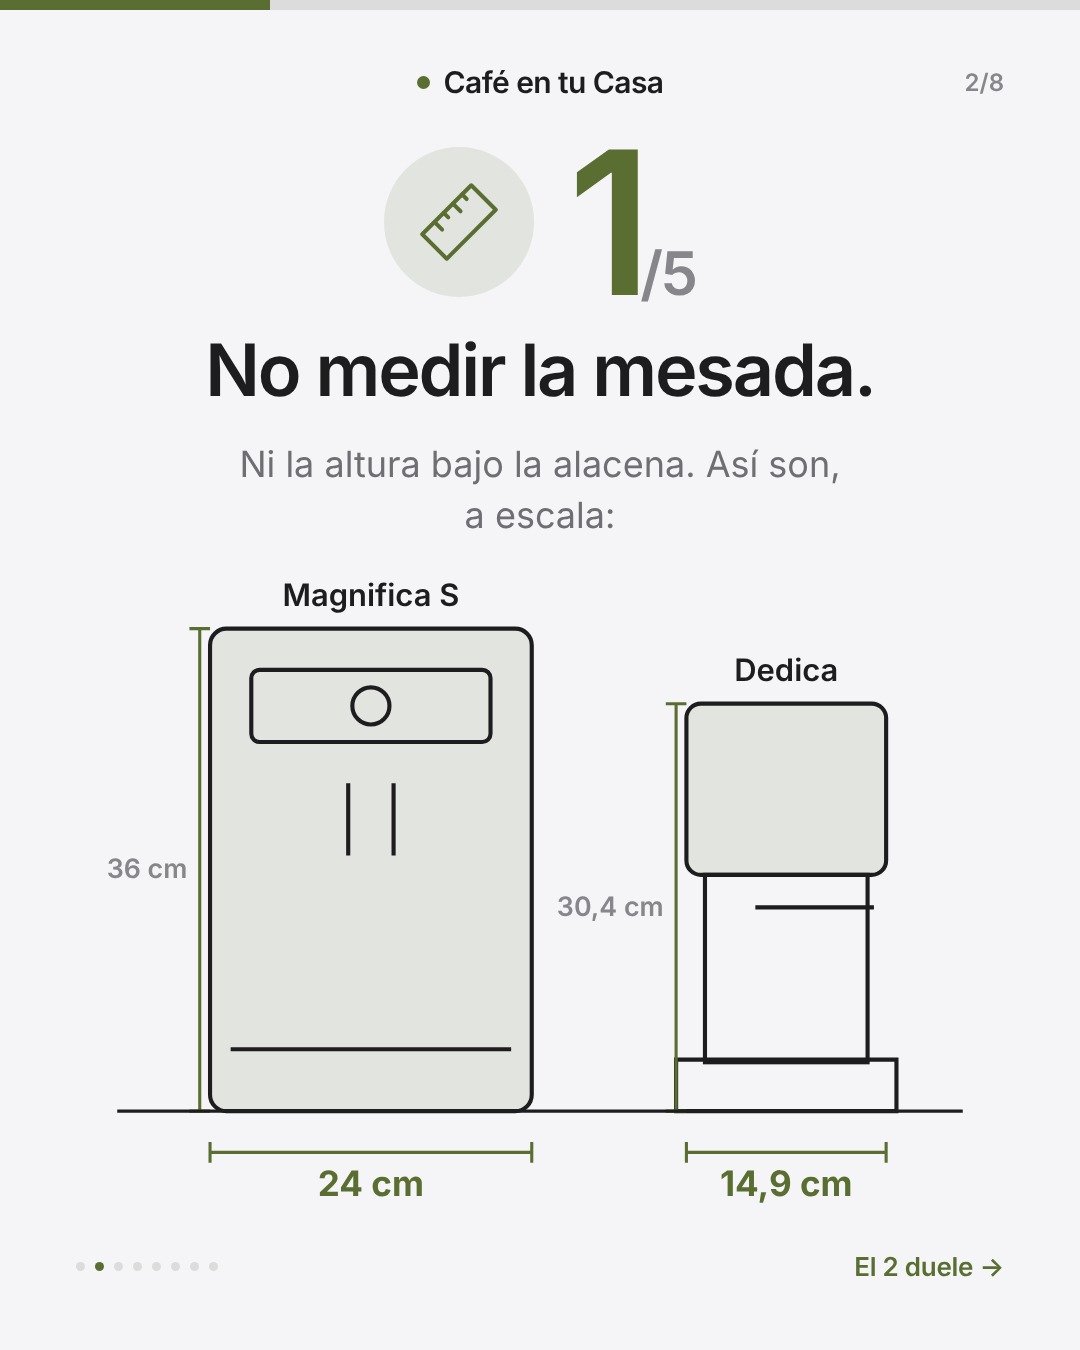 Café en tu Casa
2/8
1/5
No medir la mesada.
Ni la altura bajo la alacena. Así son,
a escala:
Magnifica S
Dedica
36 cm
30,4 cm
24 cm
14,9 cm
El 2 duele →